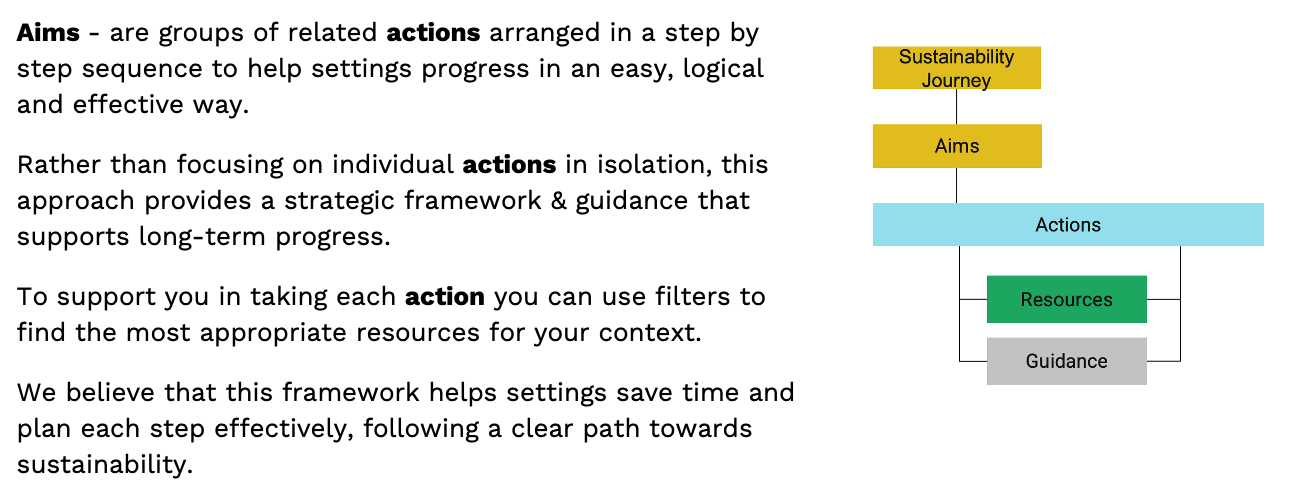 Aims - are groups of related actions arranged in a step by
step sequence to help settings progress in an easy, logical
and effective way.
Rather than focusing on individual actions in isolation, this
approach provides a strategic framework & guidance that
supports long-term progress.
To support you in taking each action you can use filters to
find the most appropriate resources for your context.
We believe that this framework helps settings save time and
plan each step effectively, following a clear path towards
sustainability.
Sustainability
Journey
Aims
Actions
Resources
Guidance